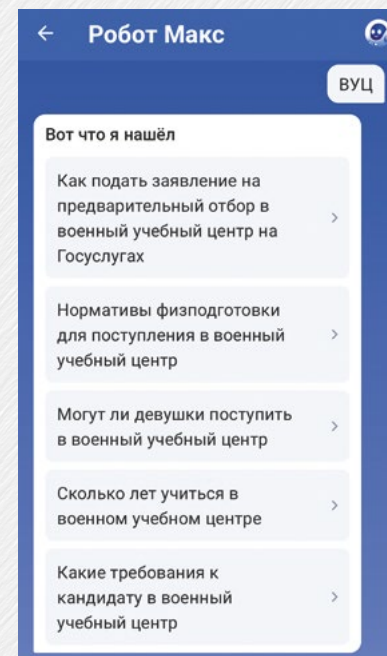 Робот Макс
ВУЦ
Вот что я нашёл
Как подать заявление на
предварительный отбор в
военный учебный центр на
Госуслугах
Нормативы физподготовки
для поступления в военный
учебный центр
Могут ли девушки поступить
в военный учебный центр
Сколько лет учиться в
военном учебном центре
Какие требования к
кандидату в военный
учебный центр